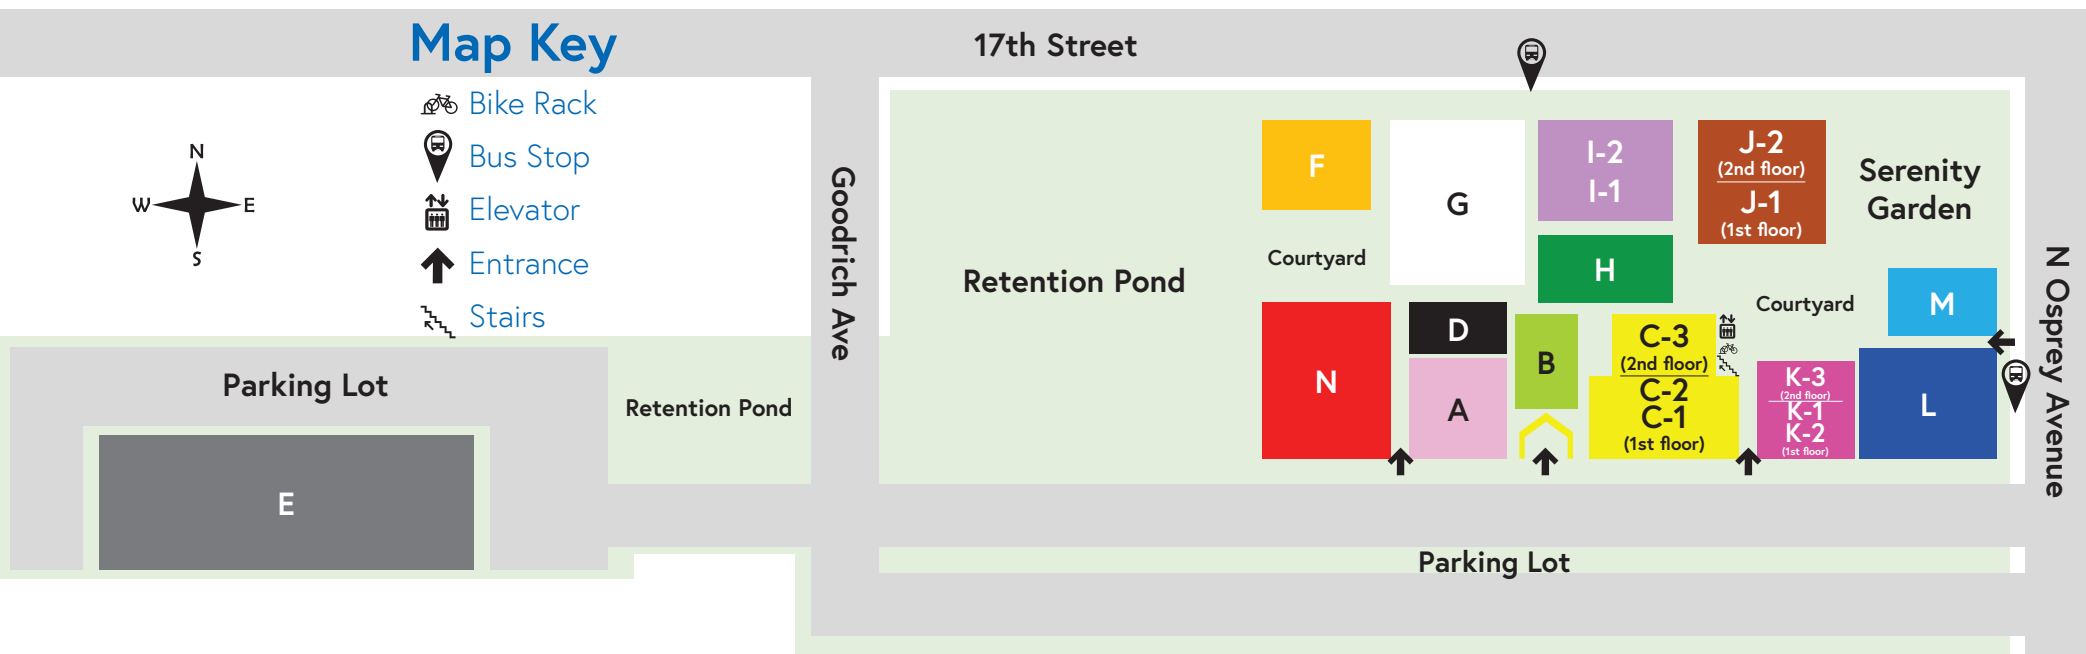 Map Key
Bike Rack
Bus Stop
Elevator
Entrance
Stairs
N
W
E
S
17th Street
Goodrich Ave
N Osprey Avenue
Parking Lot
E
Retention Pond
Retention Pond
F
Courtyard
G
I-2
I-1
J-2
(2nd floor)
J-1
(1st floor)
Serenity
Garden
H
Courtyard
M
N
D
A
B
C-3
(2nd floor)
C-2
C-1
(1st floor)
K-3
(2nd floor)
K-1
K-2
(1st floor)
L
Parking Lot